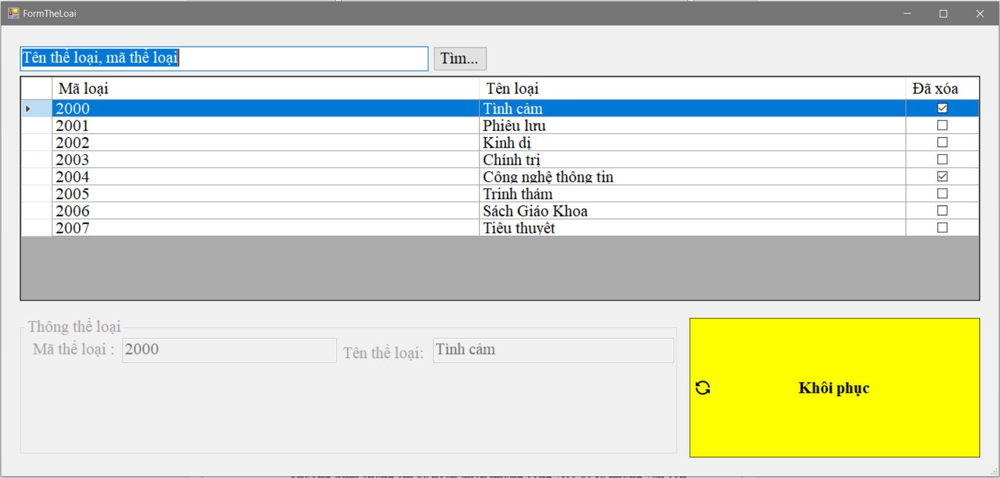 FormTheLoai
Tên thể loại, mã thể loại Tìm...
Mã loại Tên loại Đã xóa
2000 Tình cảm
2001 Phiêu lưu
2002 Kinh dị
2003 Chính trị
2004 Công nghệ thông tin
2005 Trinh thám
2006 Sách Giáo Khoa
2007 Tiểu thuyết
Thông thể loại
Mã thể loại : 2000 Tên thể loại: Tình cảm
Khôi phục